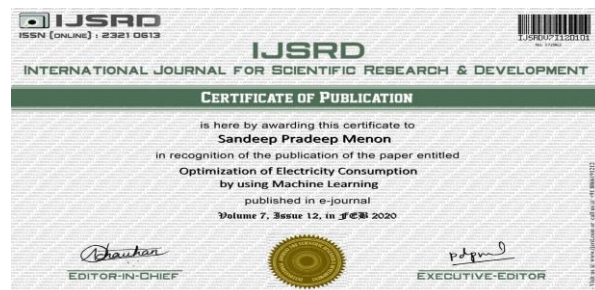 IJSRD
ISSN (ONLINE) : 2321 0613
IJSRDV7I120101
IJSRD
INTERNATIONAL JOURNAL FOR SCIENTIFIC RESEARCH & DEVELOPMENT
CERTIFICATE OF PUBLICATION
is here by awarding this certificate to
Sandeep Pradeep Menon
in recognition of the publication of the paper entitled
Optimization of Electricity Consumption
by using Machine Learning
published in e-journal
Volume 7, Issue 12, in FEB 2020
EDITOR-IN-CHIEF
EXECUTIVE-EDITOR